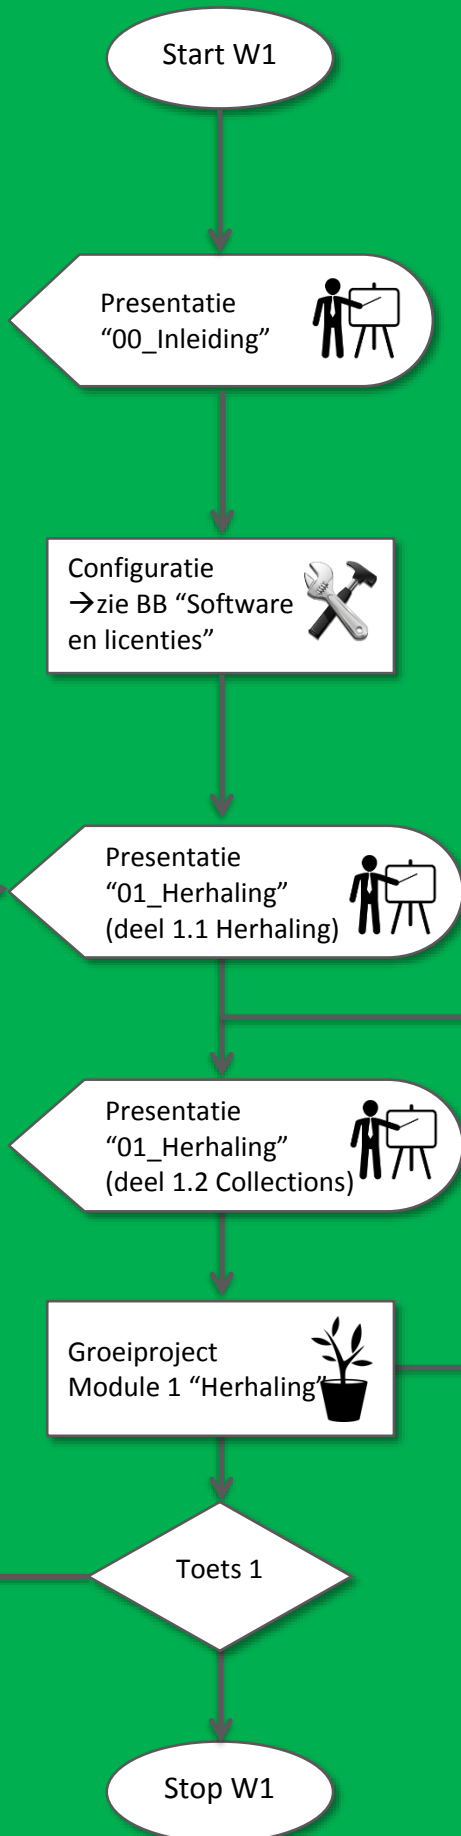 Start W1
Presentatie
“00_Inleiding”
Configuratie
→zie BB “Software
en licenties”
Presentatie
“01_Herhaling”
(deel 1.1 Herhaling)
Presentatie
“01_Herhaling”
(deel 1.2 Collections)
Groeiproject
Module 1 “Herhaling”
Toets 1
Stop W1